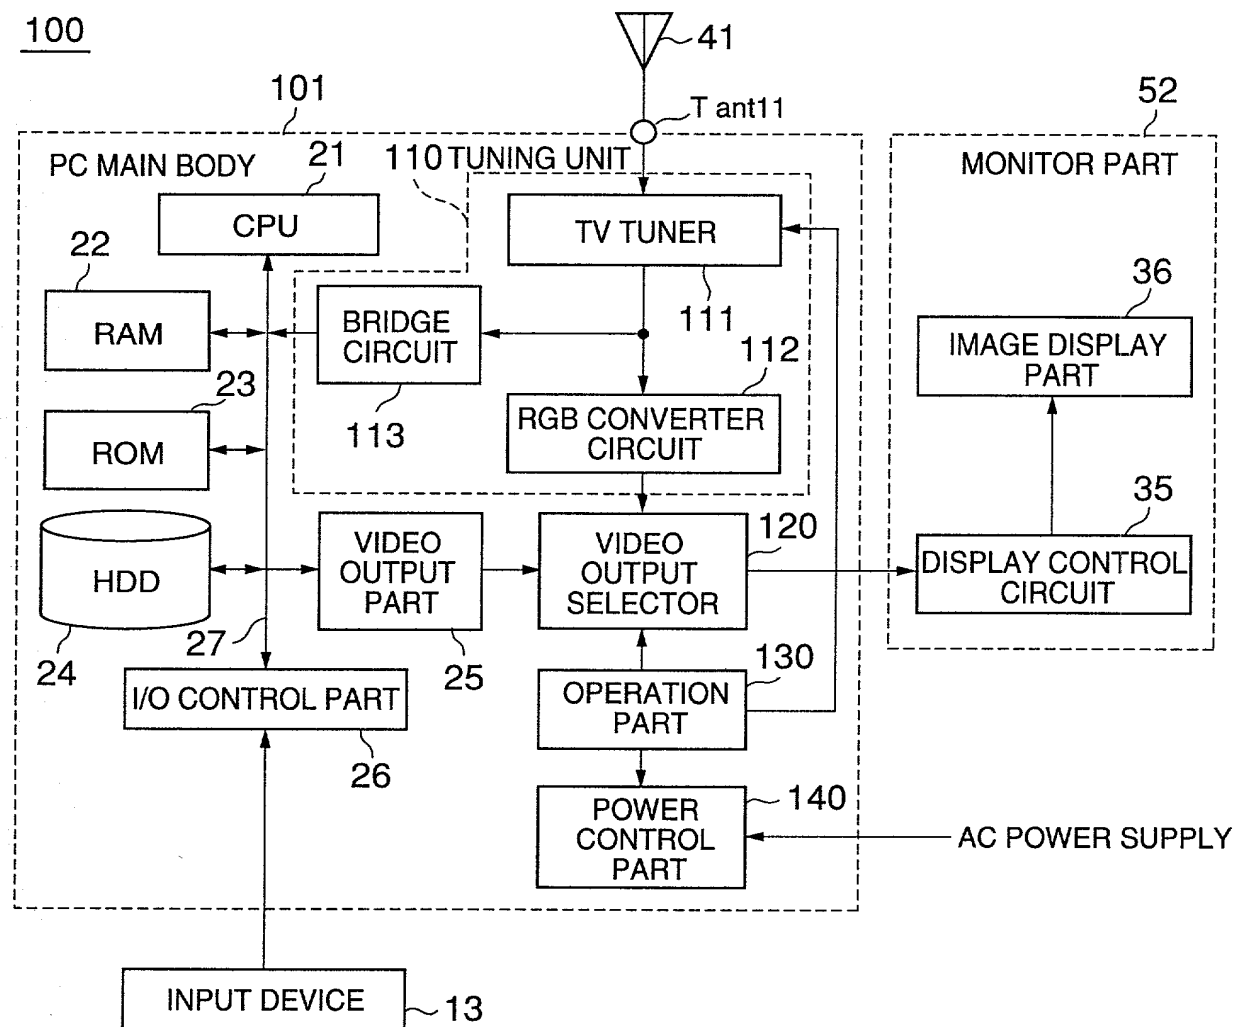 100
41
T ant11
101
52
PC MAIN BODY
21
110 TUNING UNIT
MONITOR PART
CPU
TV TUNER
22
RAM
BRIDGE
CIRCUIT
111
36
IMAGE DISPLAY
PART
112
23
113
RGB CONVERTER
CIRCUIT
ROM
35
HDD
VIDEO
OUTPUT
PART
VIDEO
OUTPUT
SELECTOR
120
DISPLAY CONTROL
CIRCUIT
24
27
25
130
I/O CONTROL PART
OPERATION
PART
26
POWER
CONTROL
PART
140
AC POWER SUPPLY
INPUT DEVICE
13